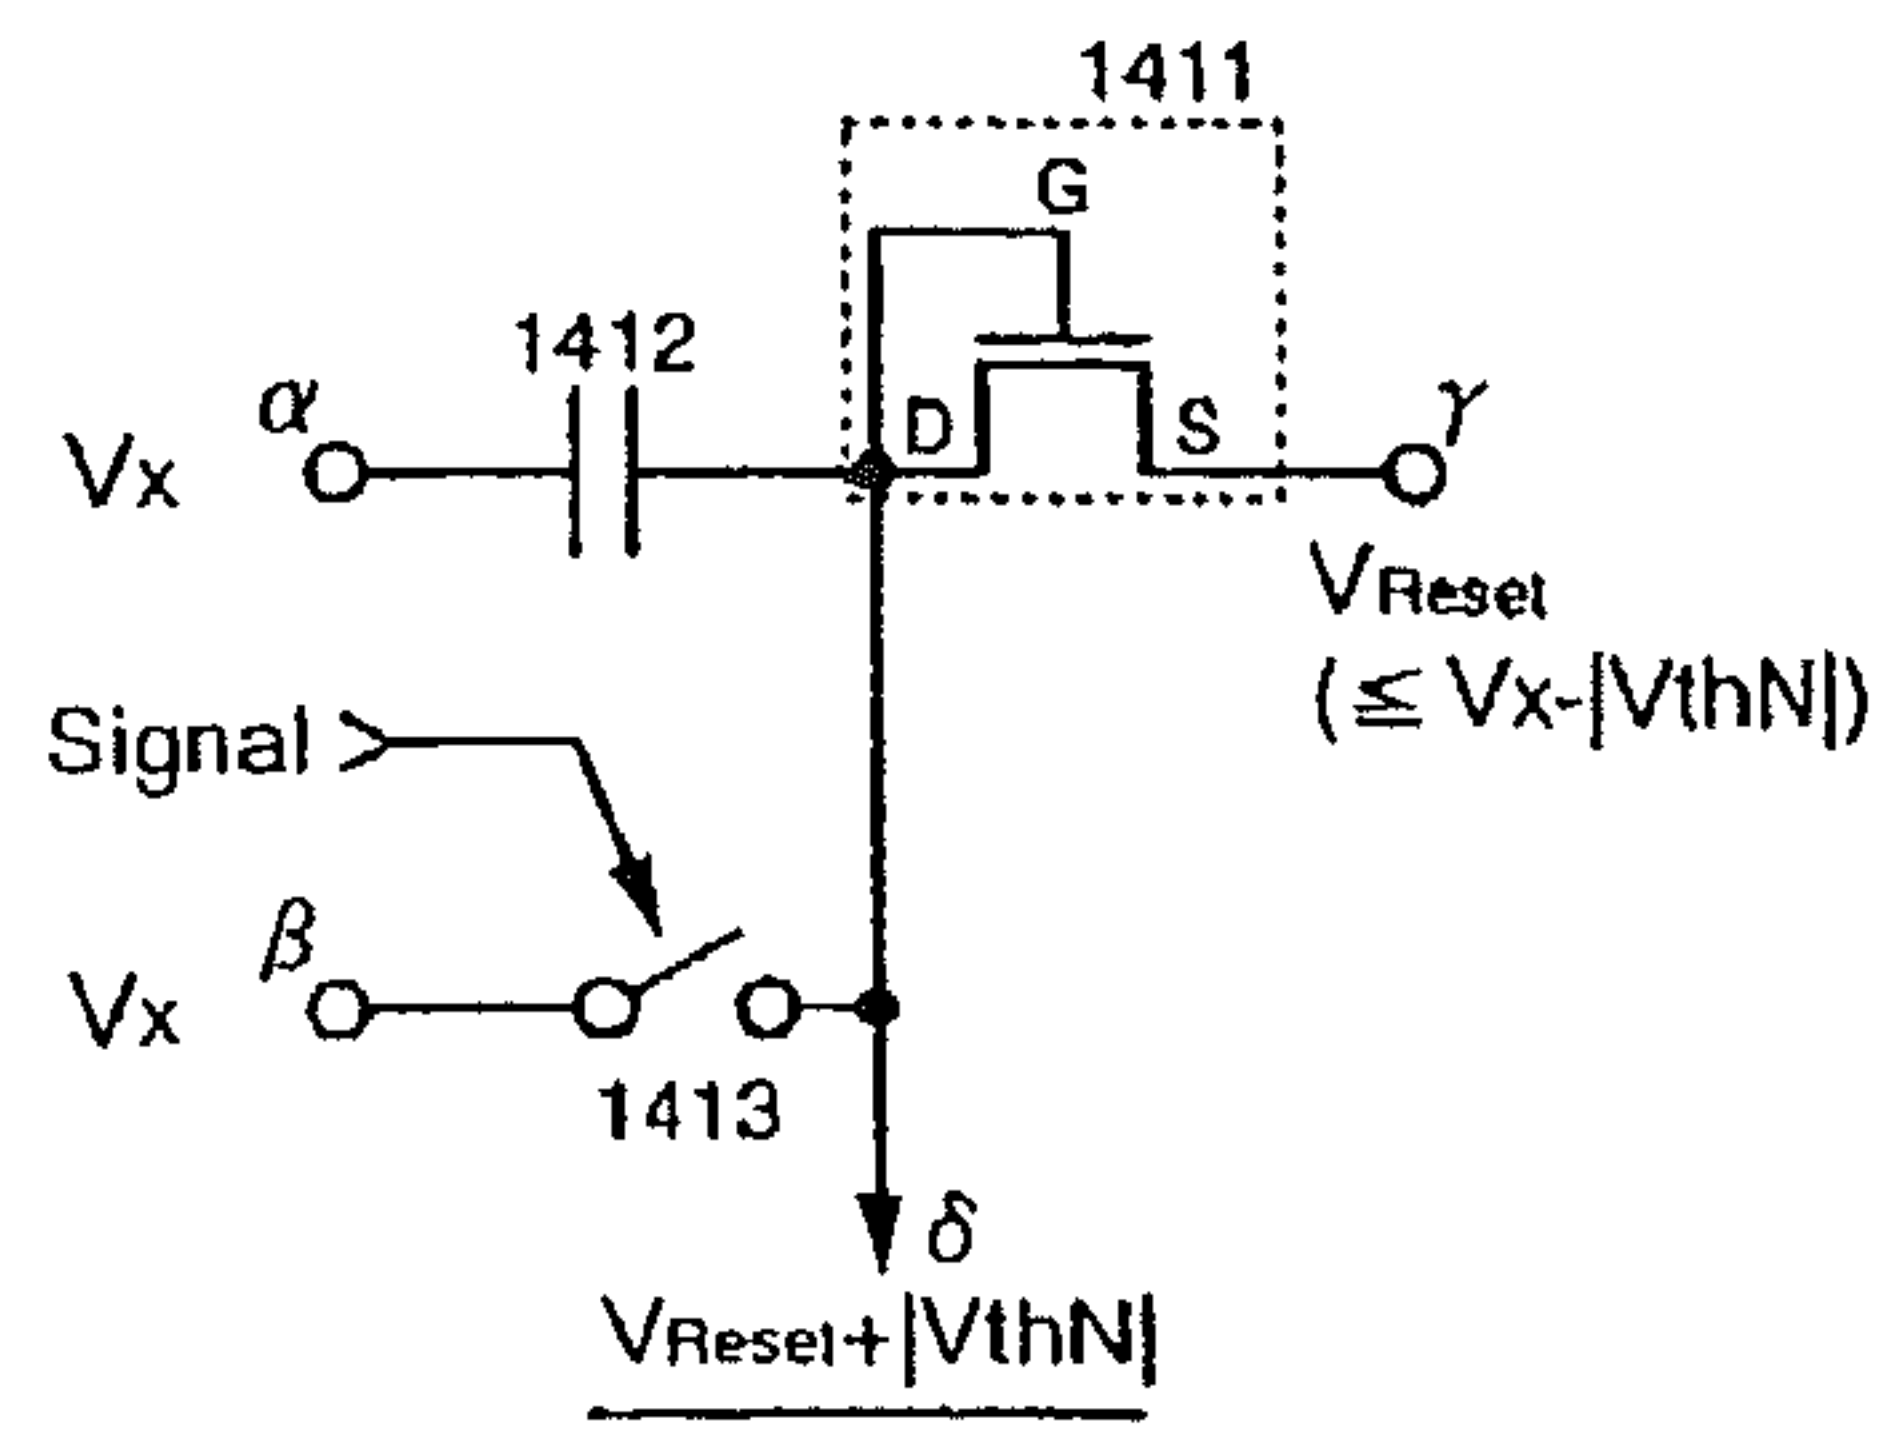 1411
G
1412
α
Vx
D
S
γ
VReset
(≦ Vx-|VthN|)
Signal
β
Vx
1413
δ
VReset+|VthN|